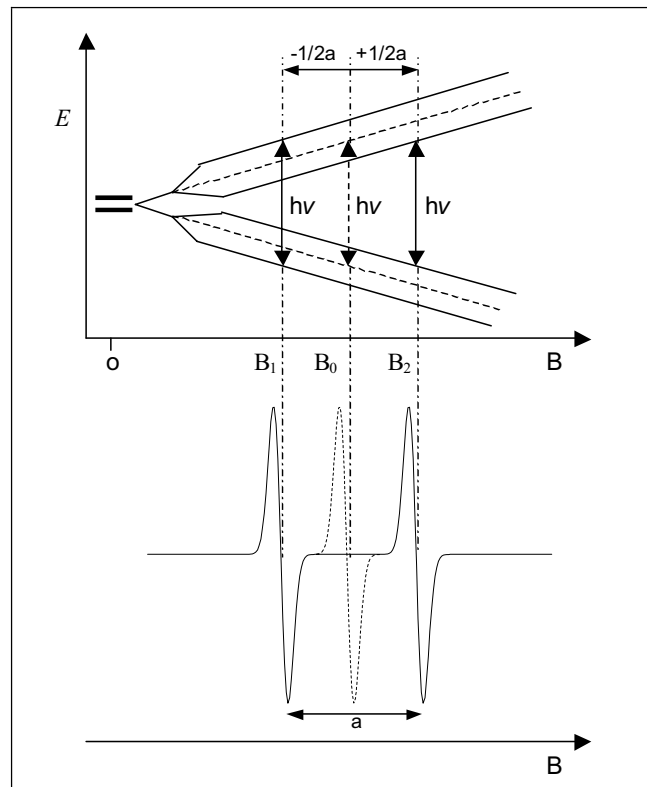 -1/2a +1/2a
E
hν hν hν
o B₁ B₀ B₂ B
a
B